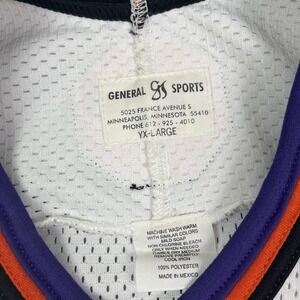 GENERAL GS SPORTS
5025 FRANCE AVENUE S
MINNEAPOLIS, MINNESOTA 55410
PHONE 612 - 925 - 4010
YX-LARGE
MACHINE WASH WARM
WITH SIMILAR COLORS
MILD SOAP
NON-CHLORINE BLEACH
ONLY WHEN NEEDED
TUMBLE DRY MEDIUM
REMOVE PROMPTLY
COOL IRON
100% POLYESTER
MADE IN MEXICO